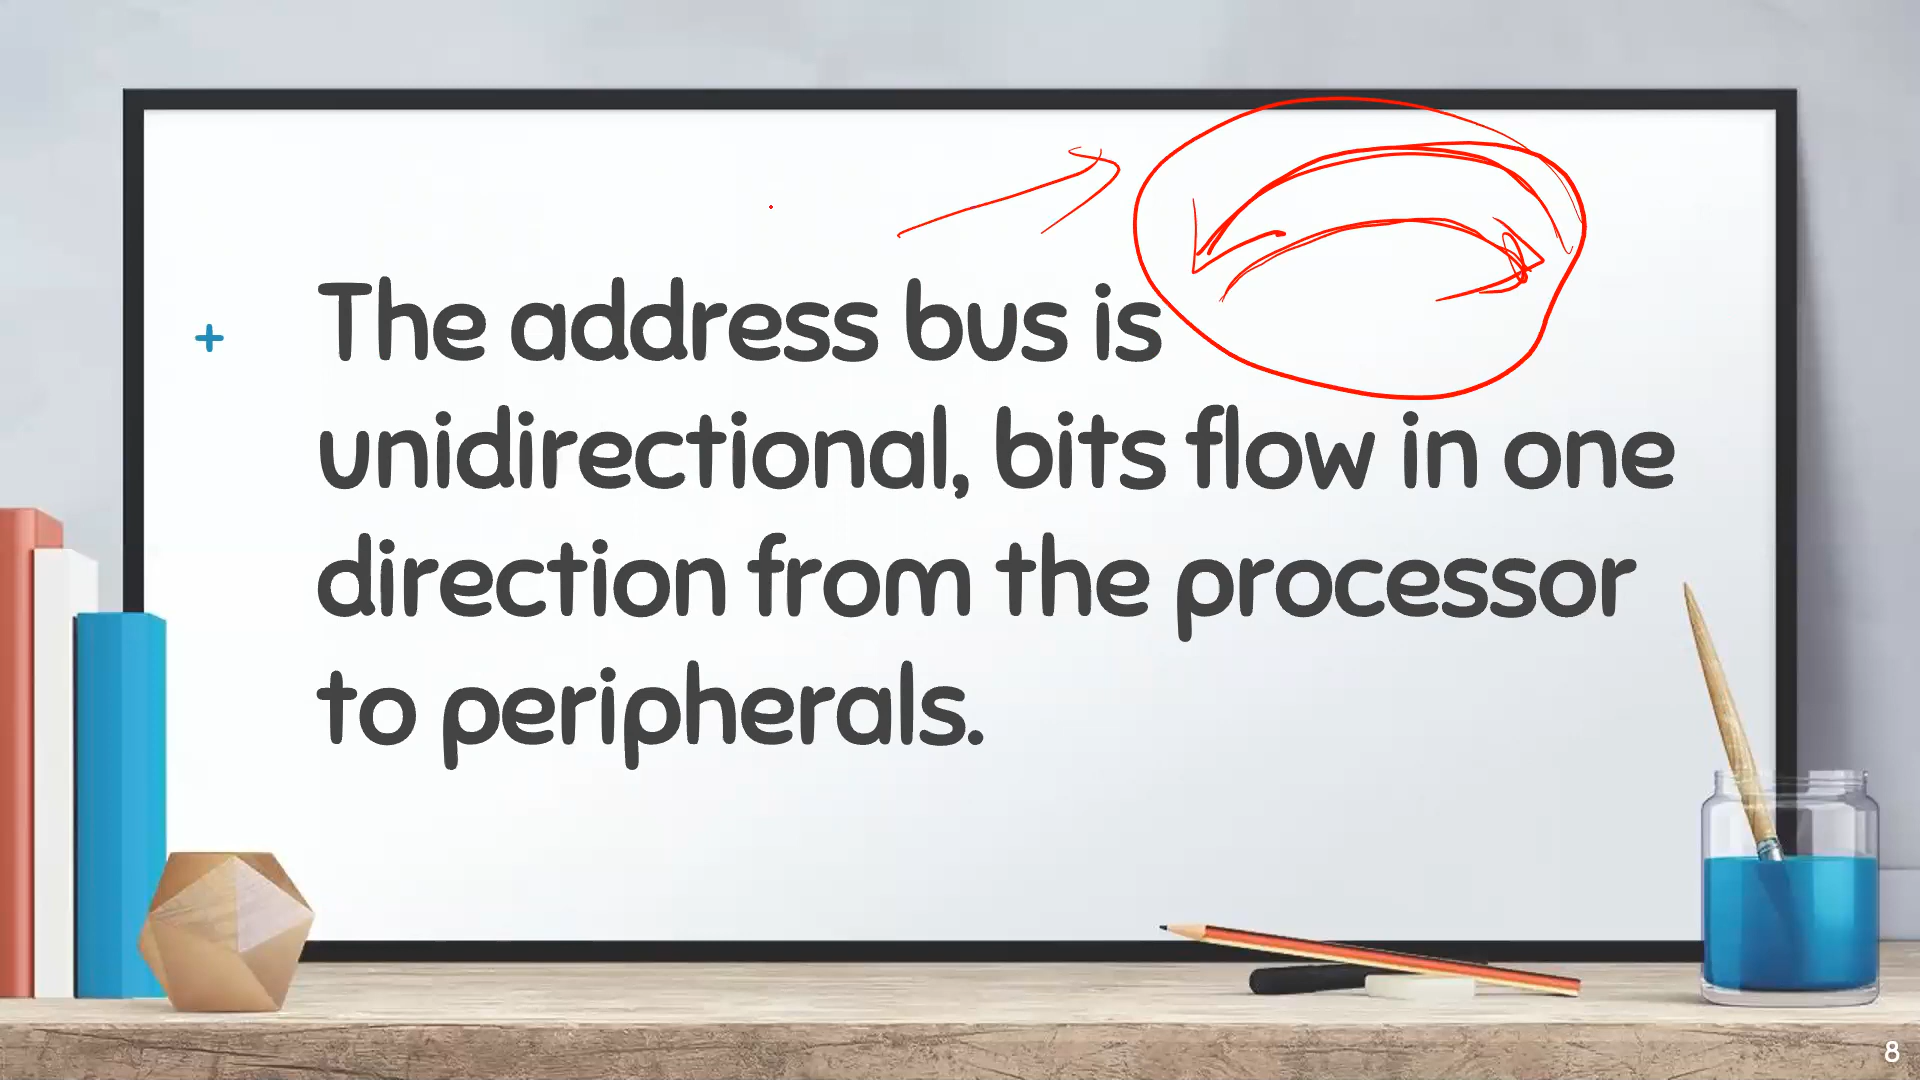 + The address bus is
unidirectional, bits flow in one
direction from the processor
to peripherals.
8